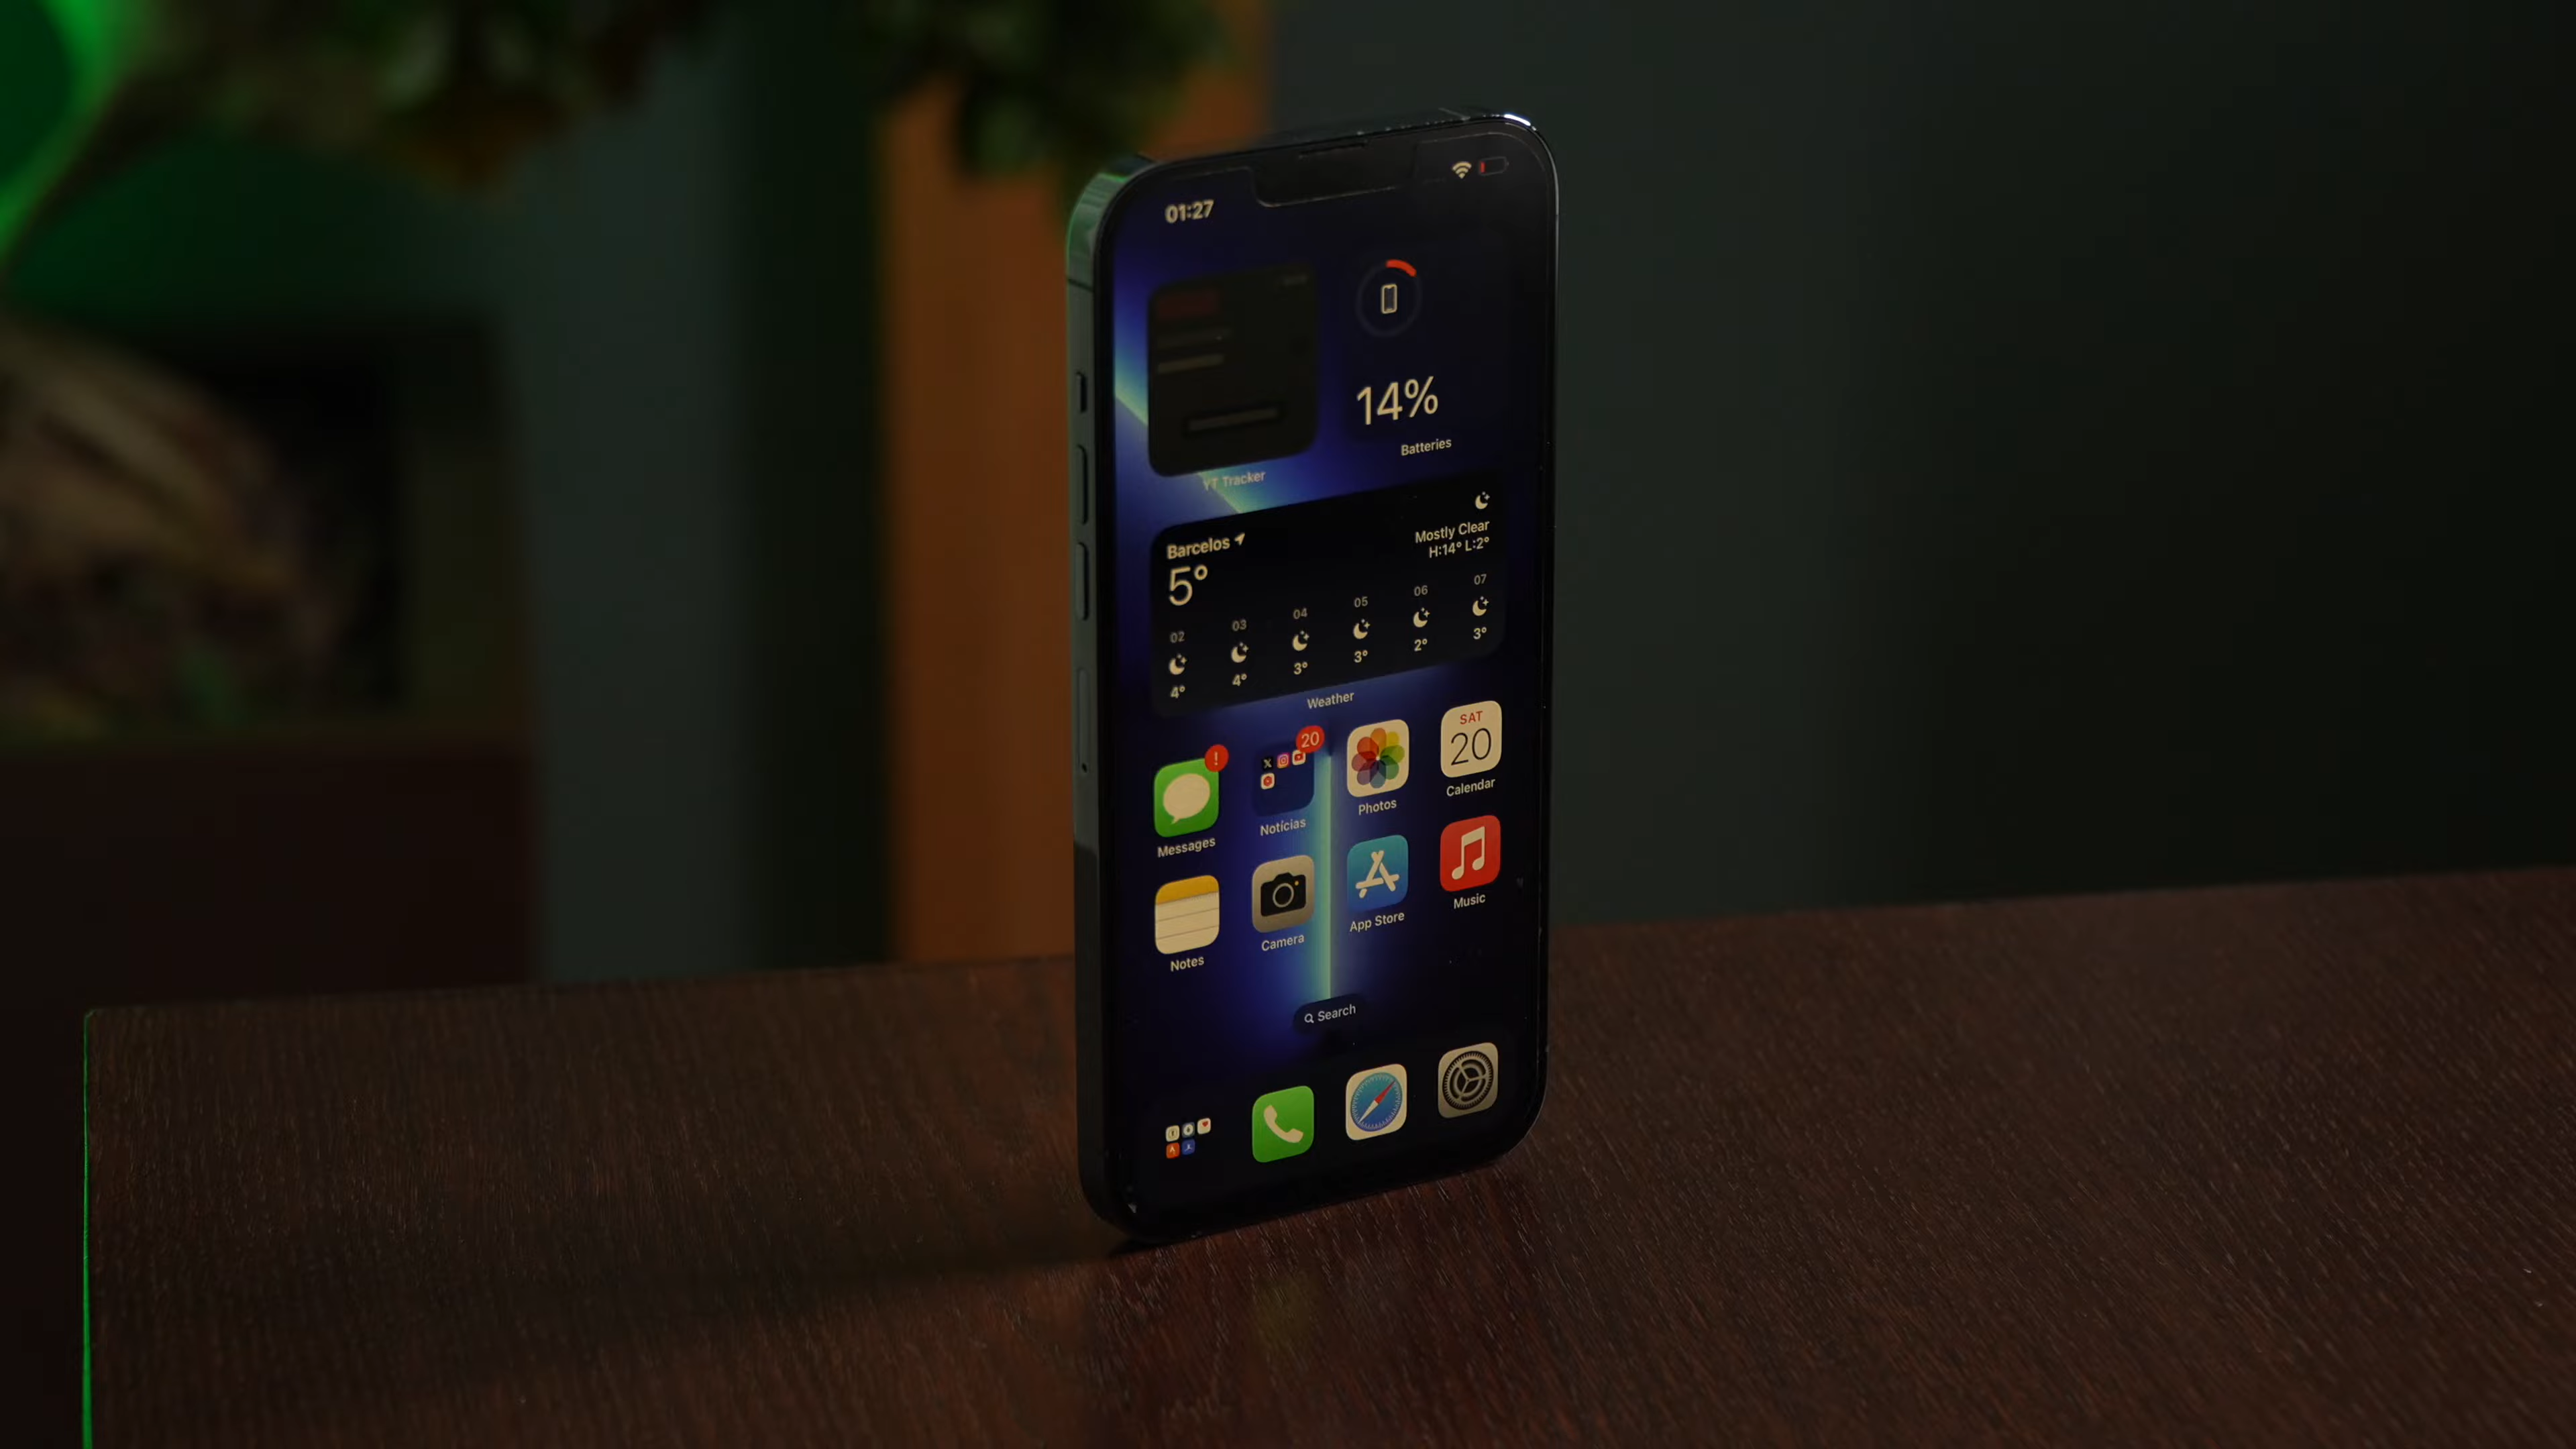 01:27
14%
YT Tracker
Batteries
Barcelos
5°
Mostly Clear
H:14° L:2°
02 03 04 05 06 07
4° 4° 3° 3° 2° 3°
Weather
!
20
SAT
20
Messages
Notícias
Photos
Calendar
Notes
Camera
App Store
Music
Search